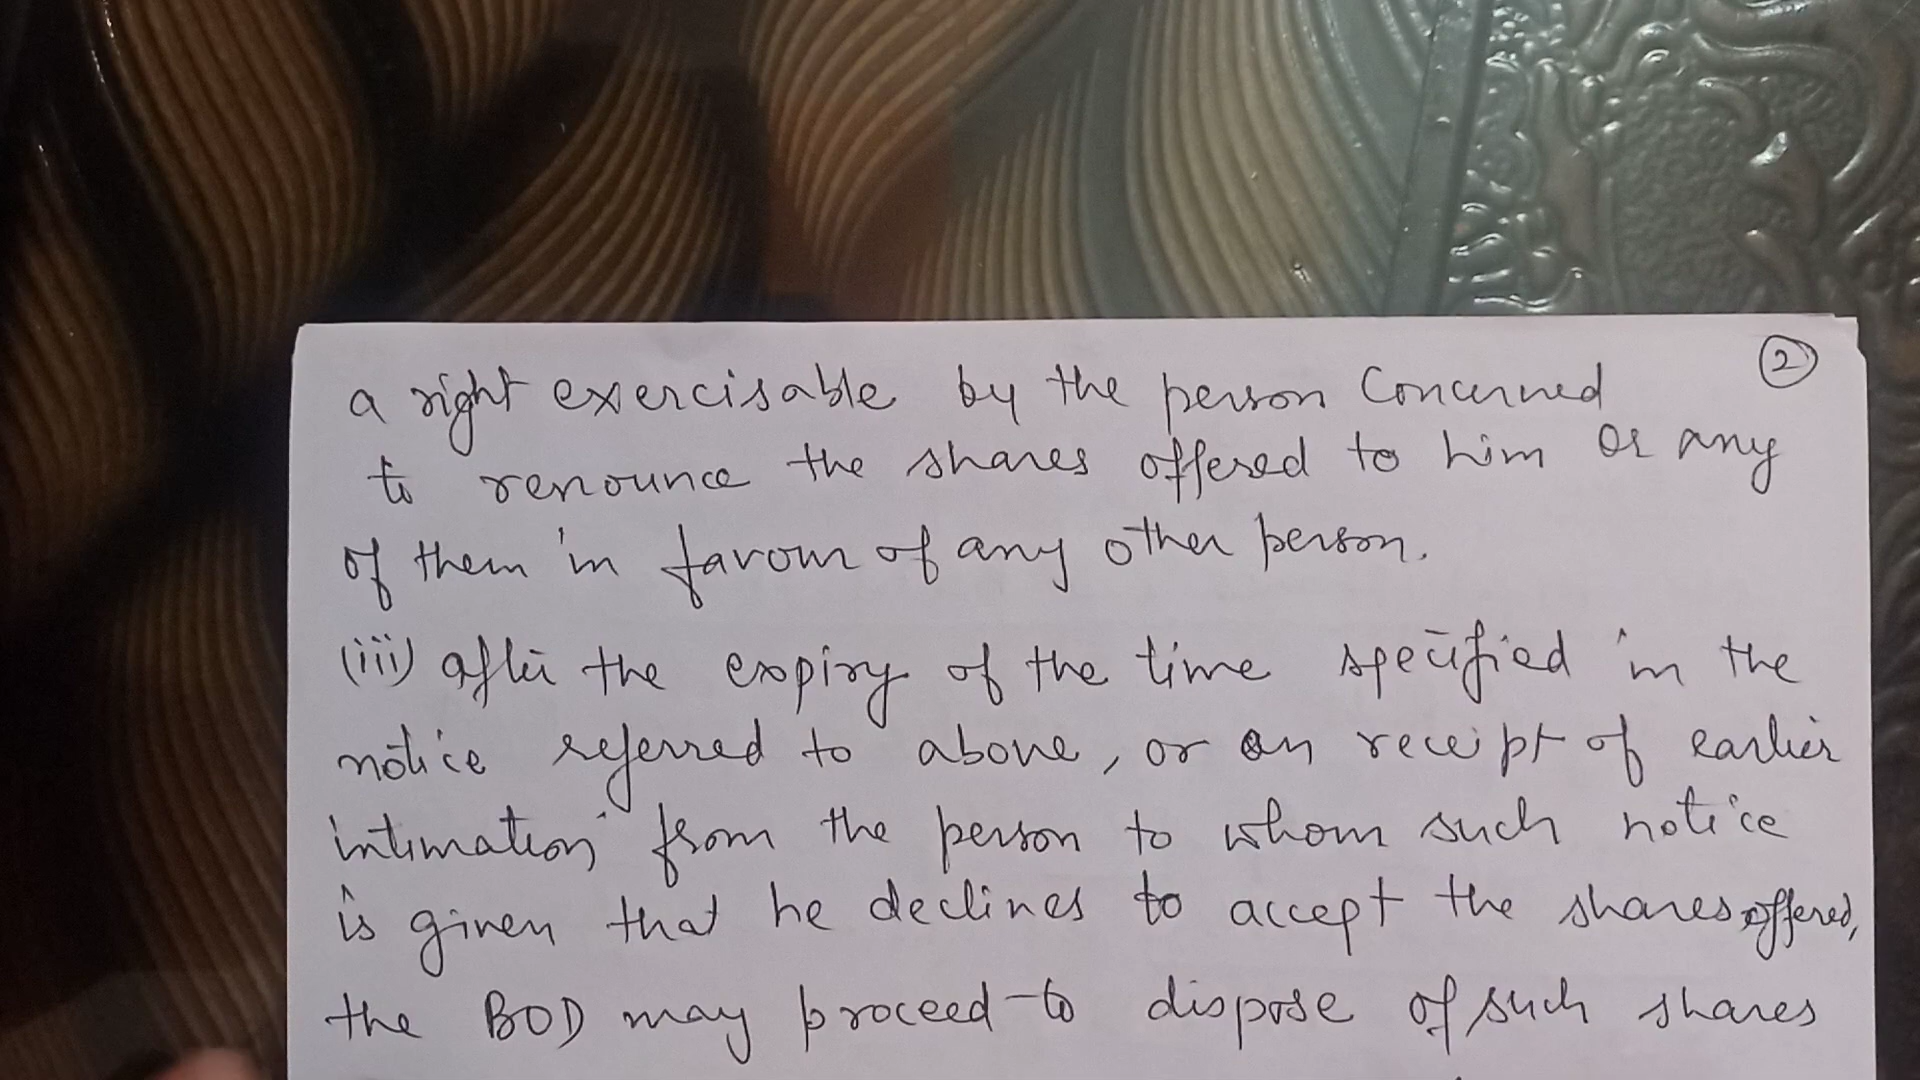 2
a right exercisable by the person Concerned
to renounce the shares offered to him or any
of them in favour of any other person.
(iii) after the expiry of the time specified in the
notice referred to above, or on receipt of earlier
intimation from the person to whom such notice
is given that he declines to accept the shares offered,
the BOD may proceed to dispose of such shares